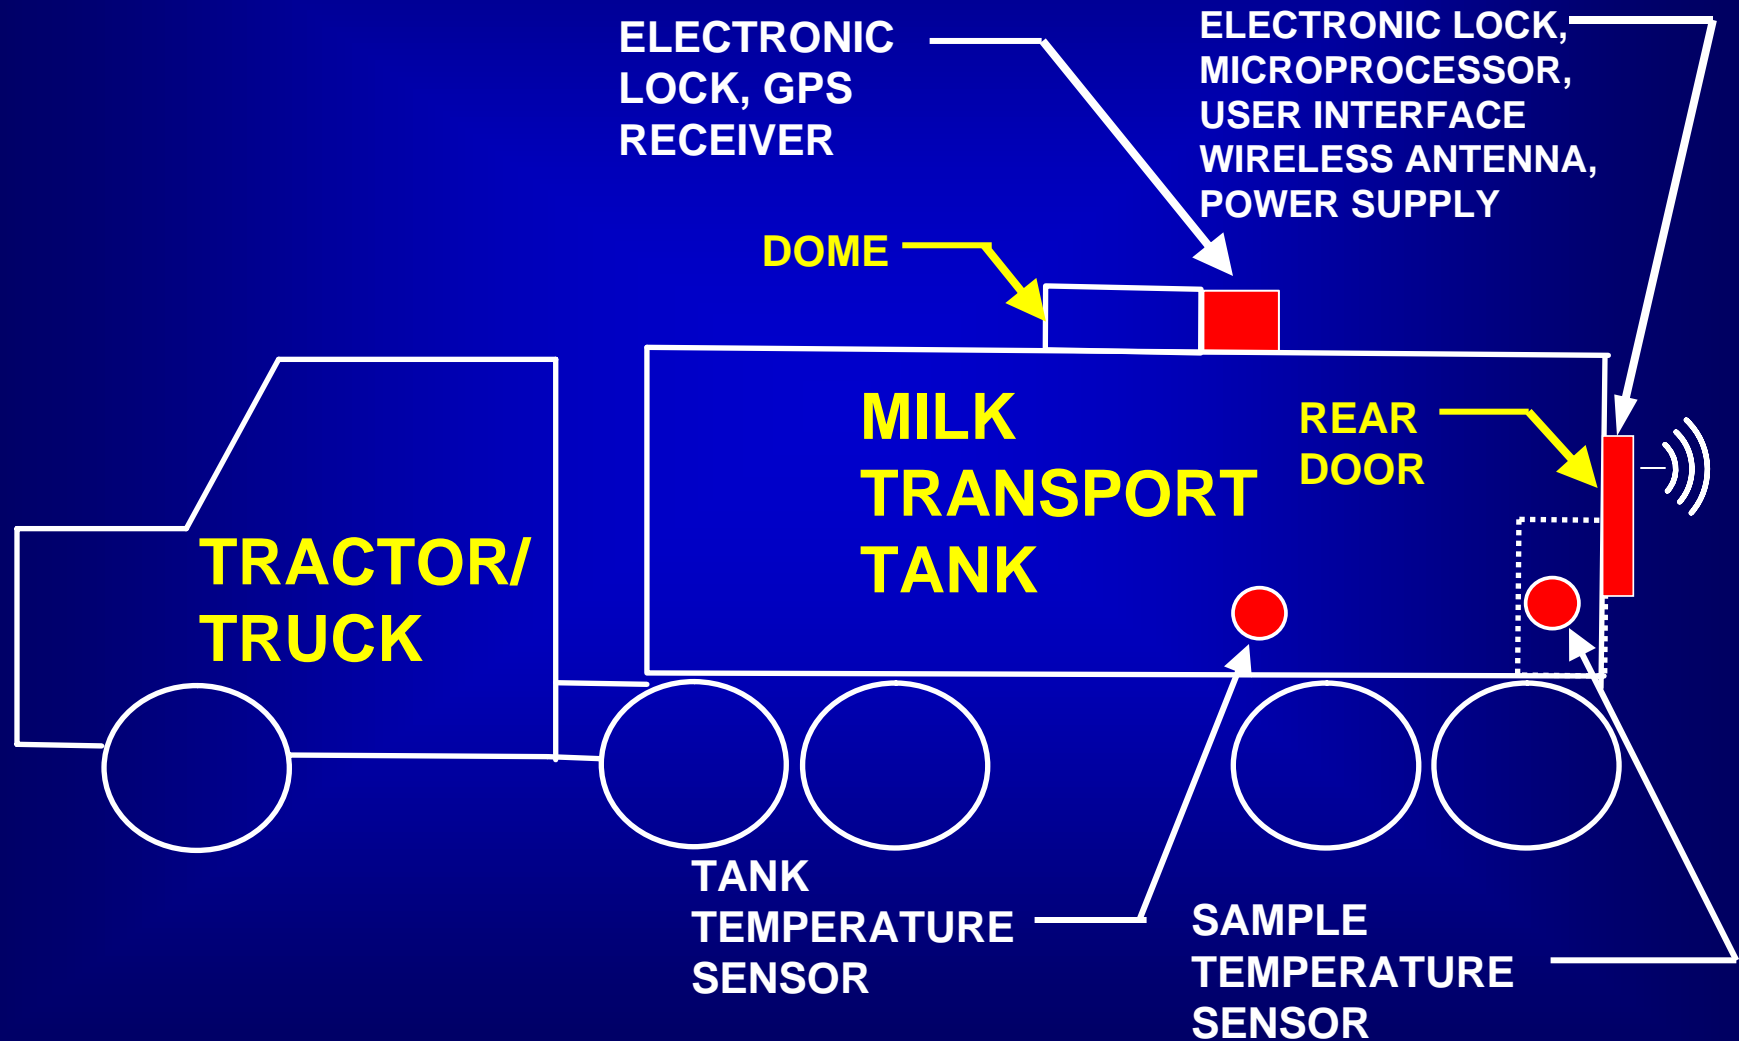 ELECTRONIC
LOCK, GPS
RECEIVER
ELECTRONIC LOCK,
MICROPROCESSOR,
USER INTERFACE
WIRELESS ANTENNA,
POWER SUPPLY
DOME
MILK
TRANSPORT
TANK
REAR
DOOR
TRACTOR/
TRUCK
TANK
TEMPERATURE
SENSOR
SAMPLE
TEMPERATURE
SENSOR